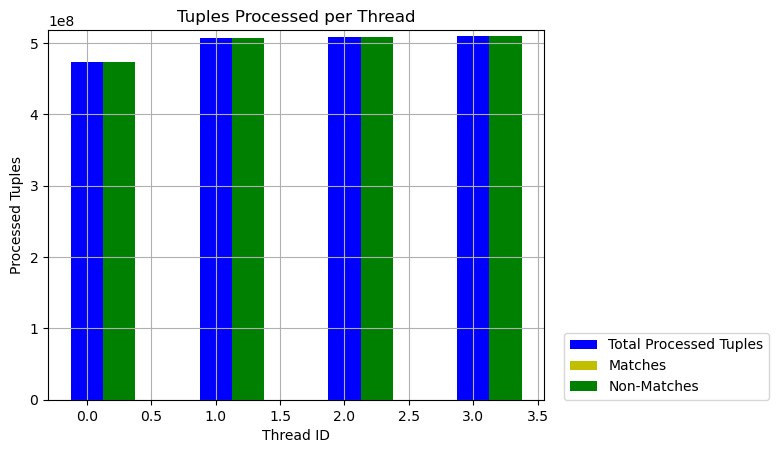 Tuples Processed per Thread
1e8
5
4
3
2
1
0
Processed Tuples
0.0 0.5 1.0 1.5 2.0 2.5 3.0 3.5
Thread ID
Total Processed Tuples
Matches
Non-Matches